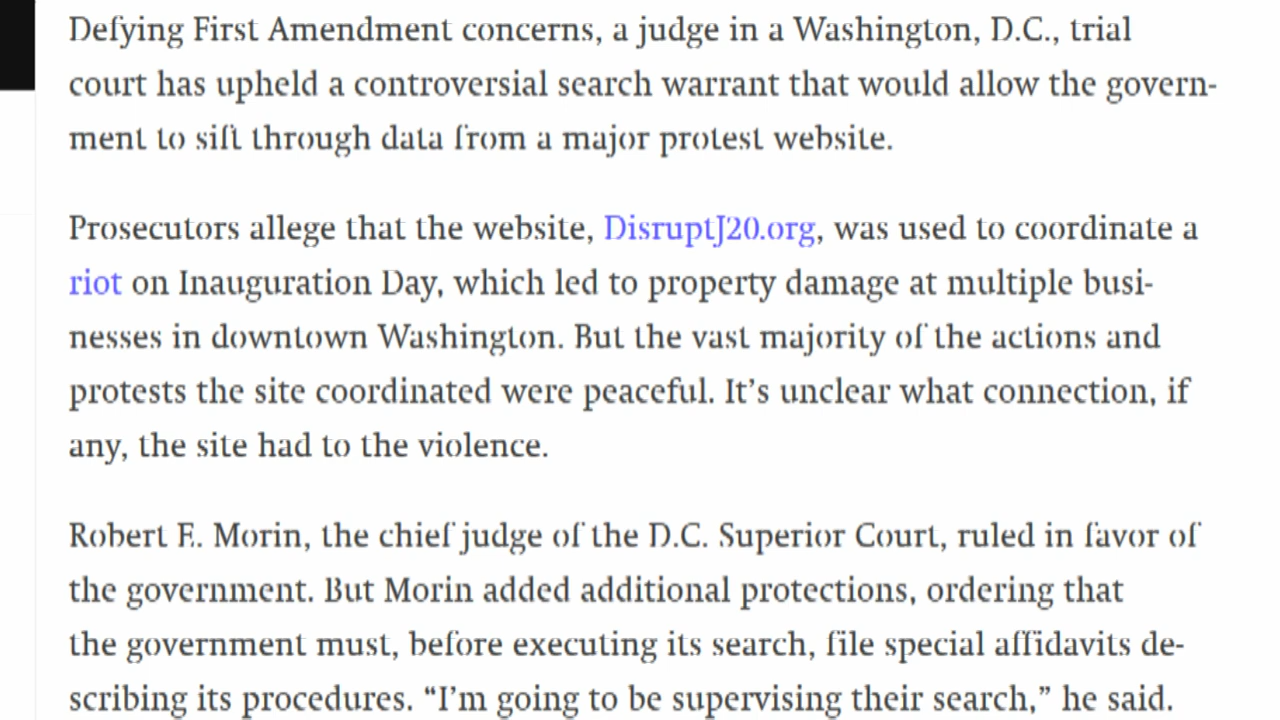 Defying First Amendment concerns, a judge in a Washington, D.C., trial
court has upheld a controversial search warrant that would allow the govern-
ment to sift through data from a major protest website.
Prosecutors allege that the website, DisruptJ20.org, was used to coordinate a
riot on Inauguration Day, which led to property damage at multiple busi-
nesses in downtown Washington. But the vast majority of the actions and
protests the site coordinated were peaceful. It’s unclear what connection, if
any, the site had to the violence.
Robert E. Morin, the chief judge of the D.C. Superior Court, ruled in favor of
the government. But Morin added additional protections, ordering that
the government must, before executing its search, file special affidavits de-
scribing its procedures. “I’m going to be supervising their search,” he said.